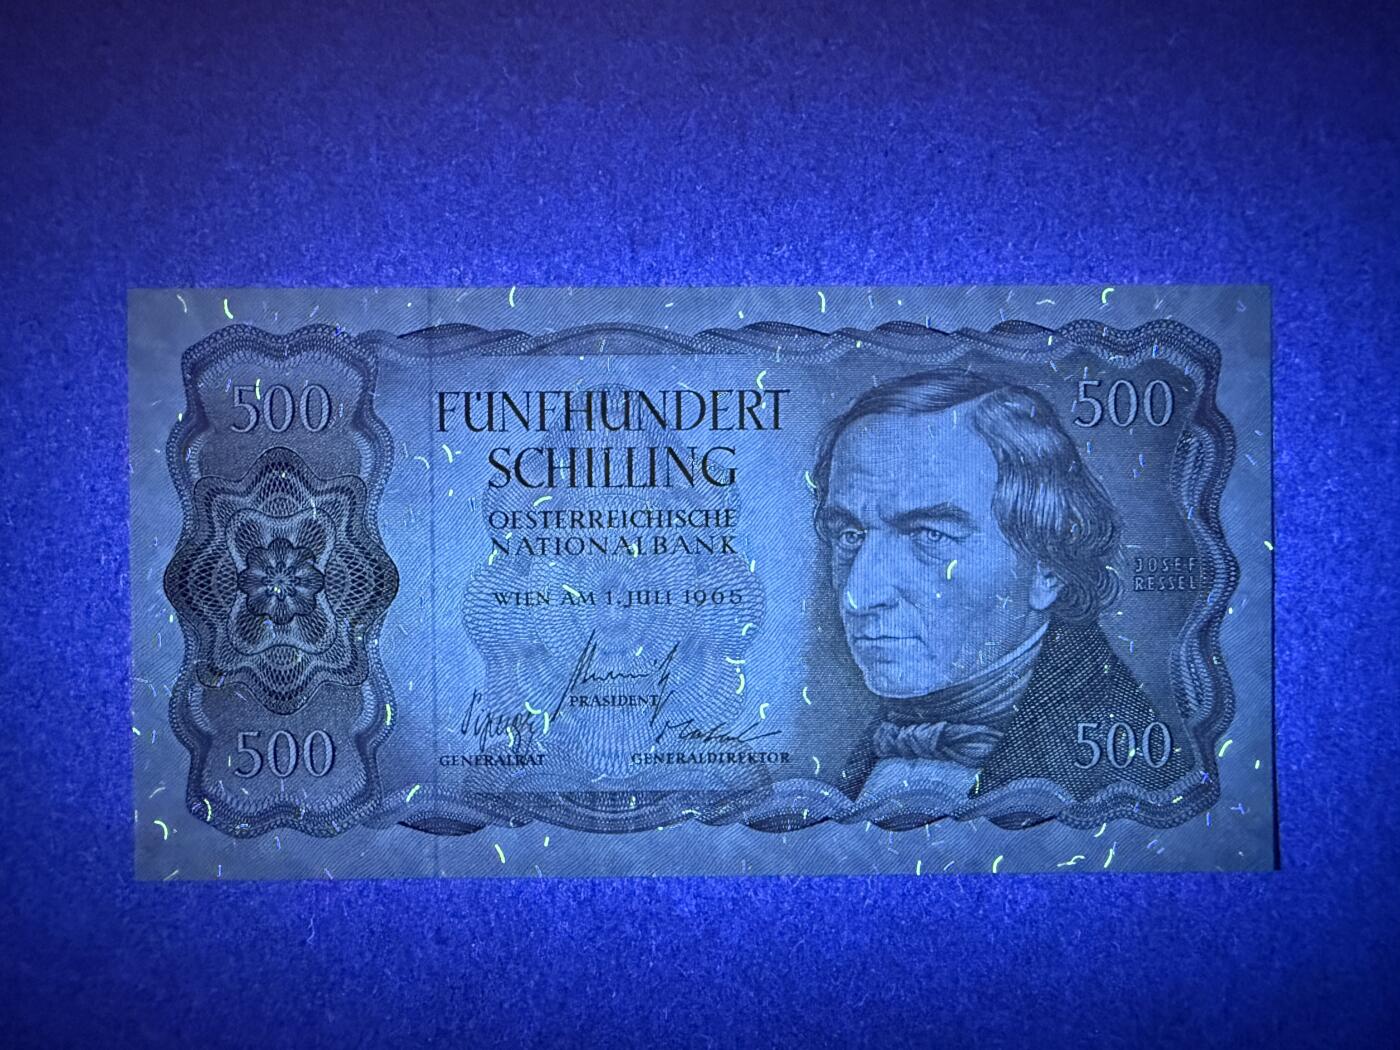 500
500
FÜNFHUNDERT
SCHILLING
OESTERREICHISCHE
NATIONALBANK
WIEN AM 1. JULI 1965
JOSEF
RESSEL
PRÄSIDENT
GENERALRAT
GENERALDIREKTOR
500
500